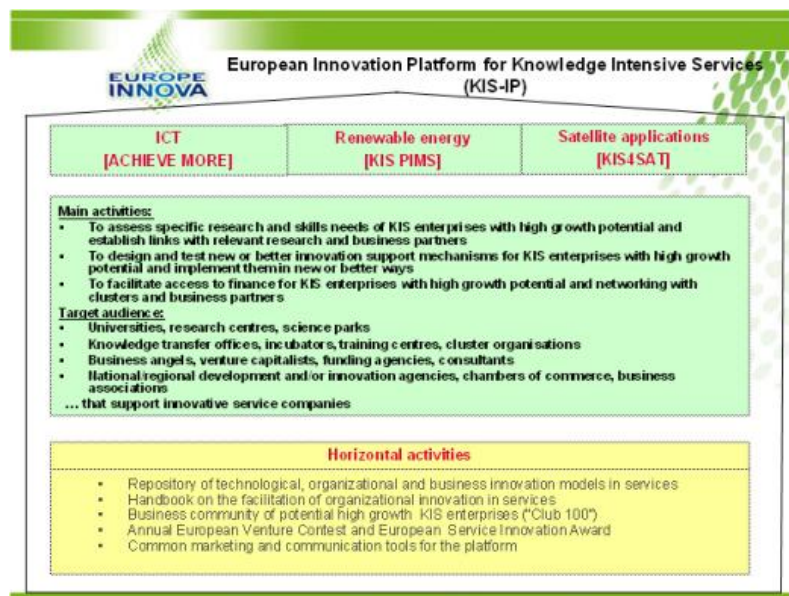 EUROPE
INNOVA
European Innovation Platform for Knowledge Intensive Services
(KIS-IP)
ICT
[ACHIEVE MORE]
Renewable energy
[KIS PIMS]
Satellite applications
[KIS4SAT]
Main activities:
▪ To assess specific research and skills needs of KIS enterprises with high growth potential and
establish links with relevant research and business partners
▪ To design and test new or better innovation support mechanisms for KIS enterprises with high growth
potential and implement them in new or better ways
▪ To facilitate access to finance for KIS enterprises with high growth potential and networking with
clusters and business partners
Target audience:
▪ Universities, research centres, science parks
▪ Knowledge transfer offices, incubators, training centres, cluster organisations
▪ Business angels, venture capitalists, funding agencies, consultants
▪ National/regional development and/or innovation agencies, chambers of commerce, business
associations
… that support innovative service companies
Horizontal activities
• Repository of technological, organizational and business innovation models in services
• Handbook on the facilitation of organizational innovation in services
• Business community of potential high growth KIS enterprises ("Club 100")
• Annual European Venture Contest and European Service Innovation Award
• Common marketing and communication tools for the platform